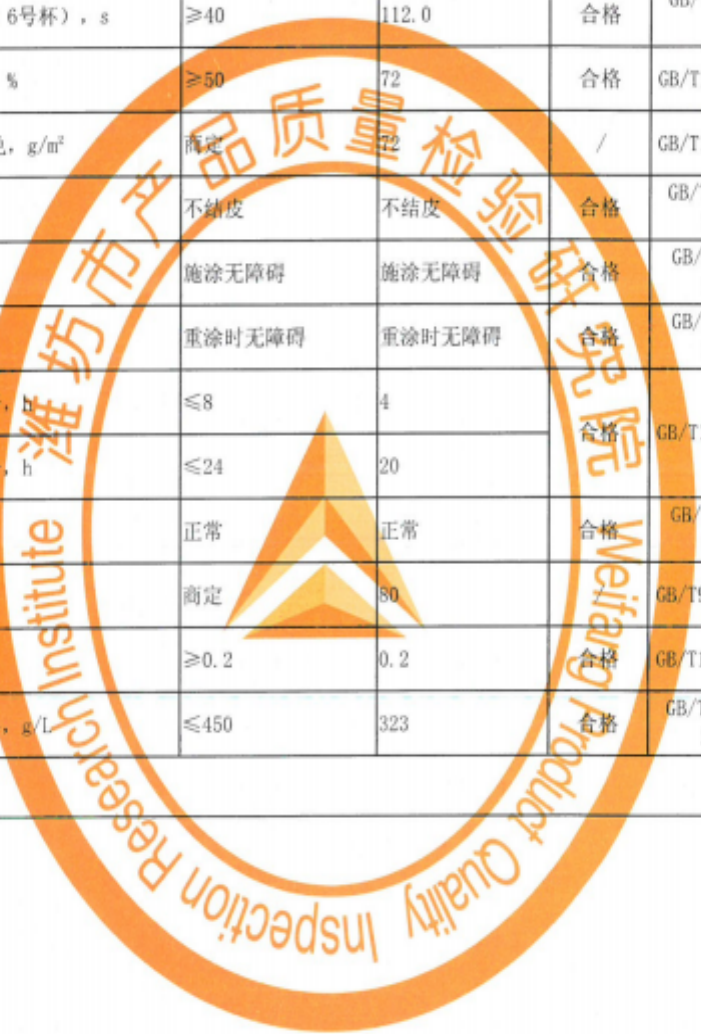 6号杯），s ≥40 112.0 合格 GB/
% ≥50 72 合格 GB/T
，g/m² 商定 72 / GB/T
不结皮 不结皮 合格 GB/
施涂无障碍 施涂无障碍 合格 GB/
重涂时无障碍 重涂时无障碍 合格 GB/
，h ≤8 4 合格 GB/T1
，h ≤24 20
正常 正常 合格 GB/
商定 80 / GB/T9
≥0.2 0.2 合格 GB/T1
，g/L ≤450 323 合格 GB/T
潍坊市产品质量检验研究院
Weifang Product Quality Inspection Research Institute